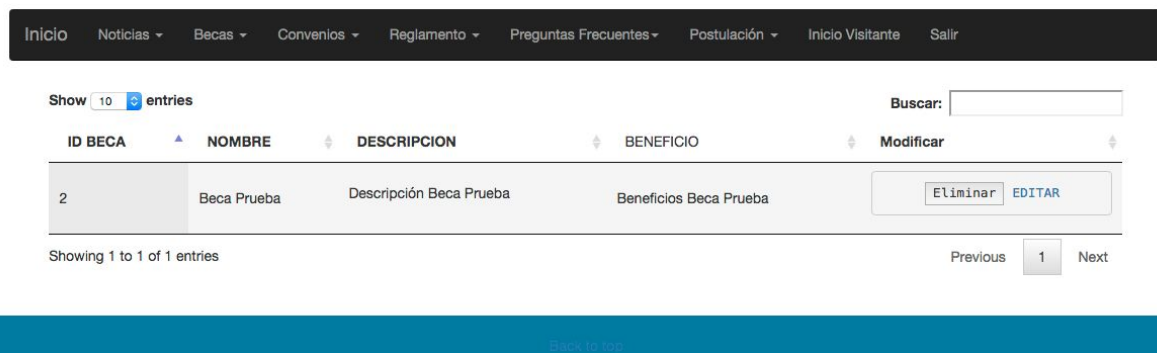 Inicio Noticias Becas Convenios Reglamento Preguntas Frecuentes Postulación Inicio Visitante Salir
Show 10 entries Buscar:
ID BECA NOMBRE DESCRIPCION BENEFICIO Modificar
2 Beca Prueba Descripción Beca Prueba Beneficios Beca Prueba Eliminar EDITAR
Showing 1 to 1 of 1 entries Previous 1 Next
Back to top